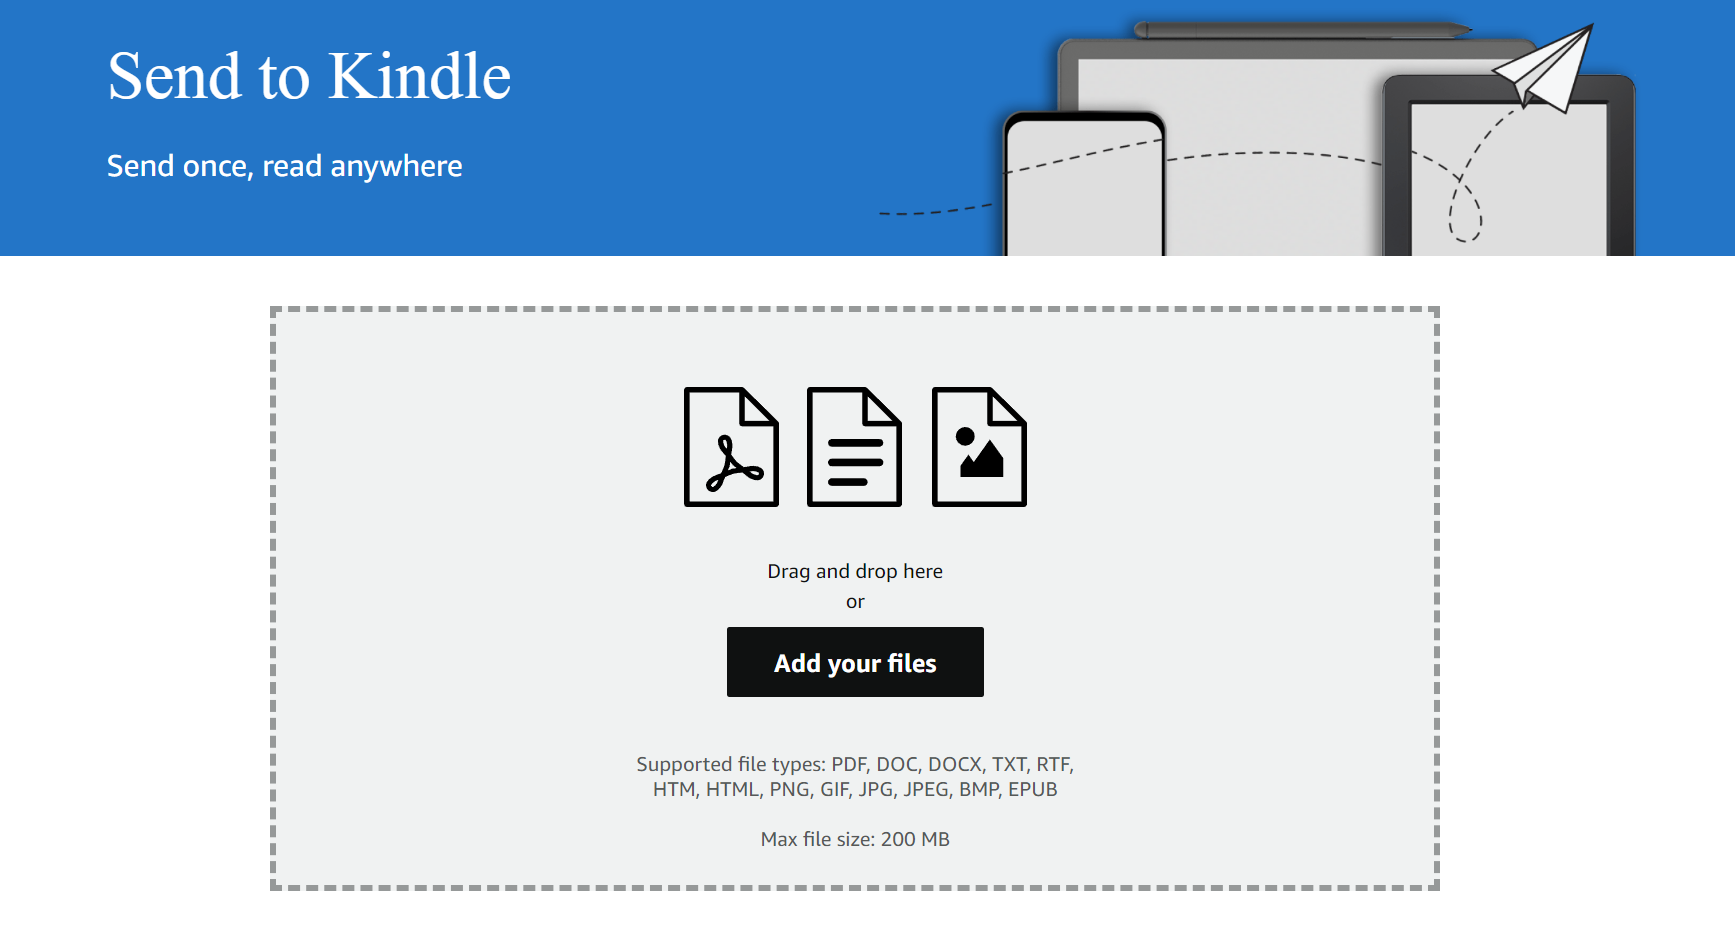 Send to Kindle
Send once, read anywhere
Drag and drop here
or
Add your files
Supported file types: PDF, DOC, DOCX, TXT, RTF,
HTM, HTML, PNG, GIF, JPG, JPEG, BMP, EPUB
Max file size: 200 MB